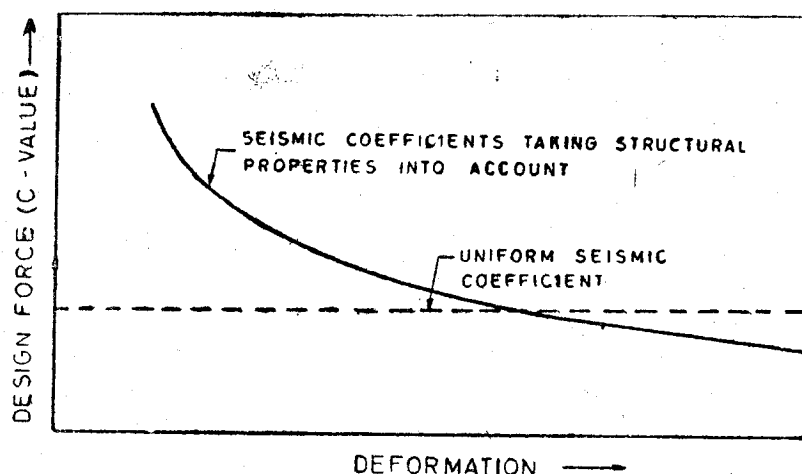 DESIGN FORCE (C - VALUE)
SEISMIC COEFFICIENTS TAKING STRUCTURAL
PROPERTIES INTO ACCOUNT
UNIFORM SEISMIC
COEFFICIENT
DEFORMATION